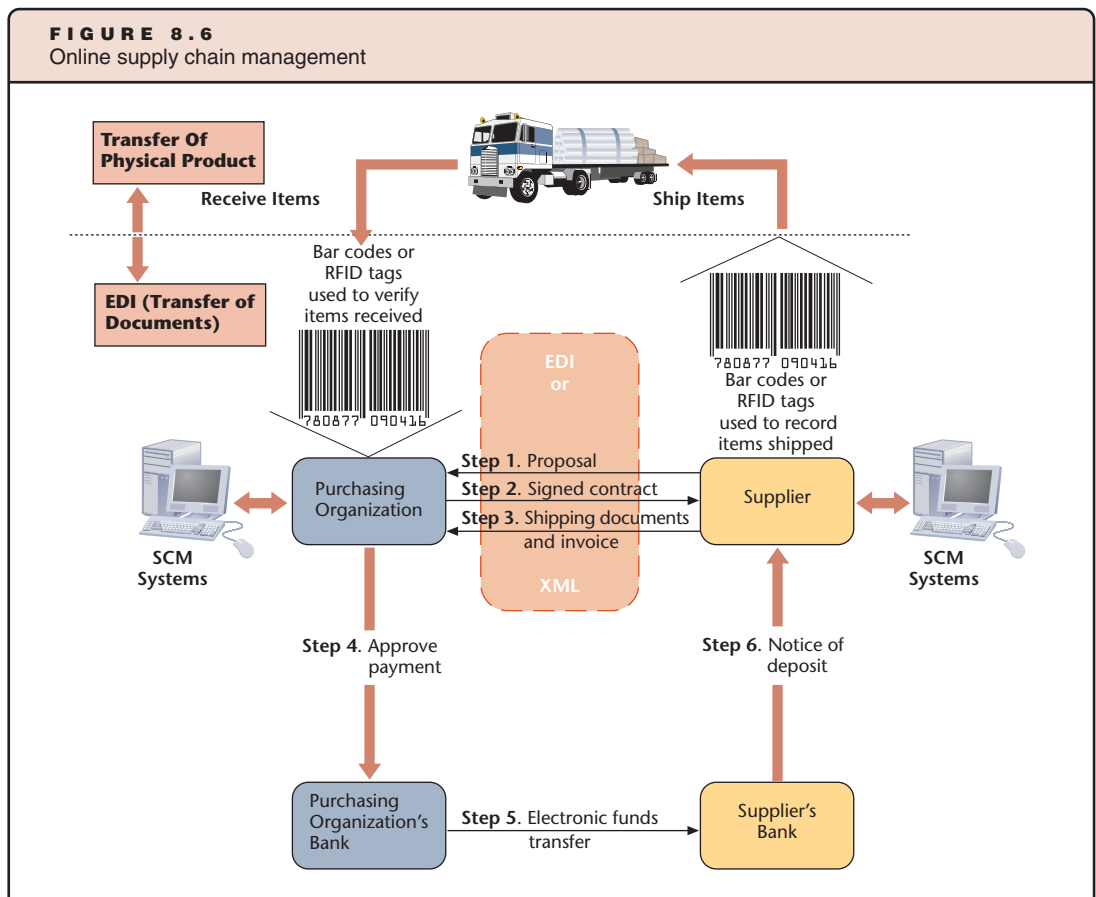 FIGURE 8.6
Online supply chain management
Transfer Of
Physical Product
Receive Items
Ship Items
EDI (Transfer of
Documents)
Bar codes or
RFID tags
used to verify
items received
780877 090416
780877 090416
Bar codes or
RFID tags
used to record
items shipped
EDI
or
XML
Step 1. Proposal
Step 2. Signed contract
Step 3. Shipping documents
and invoice
Purchasing
Organization
Supplier
SCM
Systems
SCM
Systems
Step 4. Approve
payment
Step 6. Notice of
deposit
Purchasing
Organization's
Bank
Step 5. Electronic funds
transfer
Supplier's
Bank